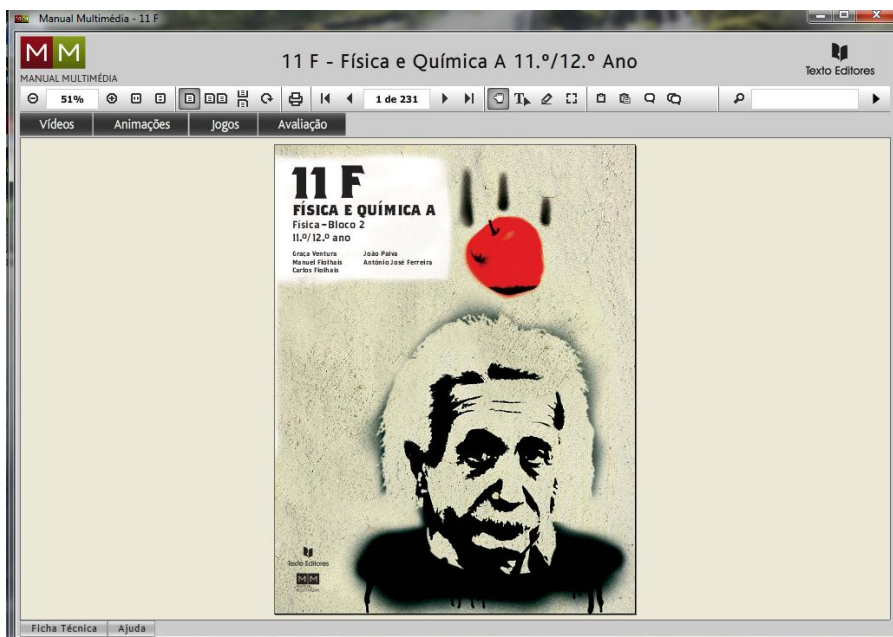 Manual Multimédia - 11 F
MM
MANUAL MULTIMÉDIA
11 F - Física e Química A 11.º/12.º Ano
Texto Editores
51%
1 de 231
Vídeos Animações Jogos Avaliação
11 F
FÍSICA E QUÍMICA A
Física – Bloco 2
11.º/12.º ano
Graça Ventura João Paiva
Manuel Fiolhais António José Ferreira
Carlos Fiolhais
Texto Editores
MM
MANUAL
MULTIMÉDIA
Ficha Técnica Ajuda